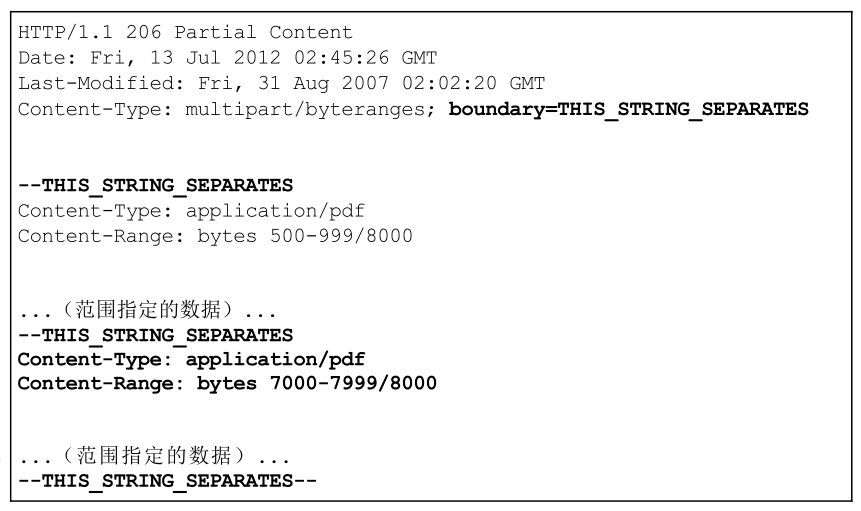 HTTP/1.1 206 Partial Content
Date: Fri, 13 Jul 2012 02:45:26 GMT
Last-Modified: Fri, 31 Aug 2007 02:02:20 GMT
Content-Type: multipart/byteranges; boundary=THIS_STRING_SEPARATES
--THIS_STRING_SEPARATES
Content-Type: application/pdf
Content-Range: bytes 500-999/8000
...（范围指定的数据）...
--THIS_STRING_SEPARATES
Content-Type: application/pdf
Content-Range: bytes 7000-7999/8000
...（范围指定的数据）...
--THIS_STRING_SEPARATES--